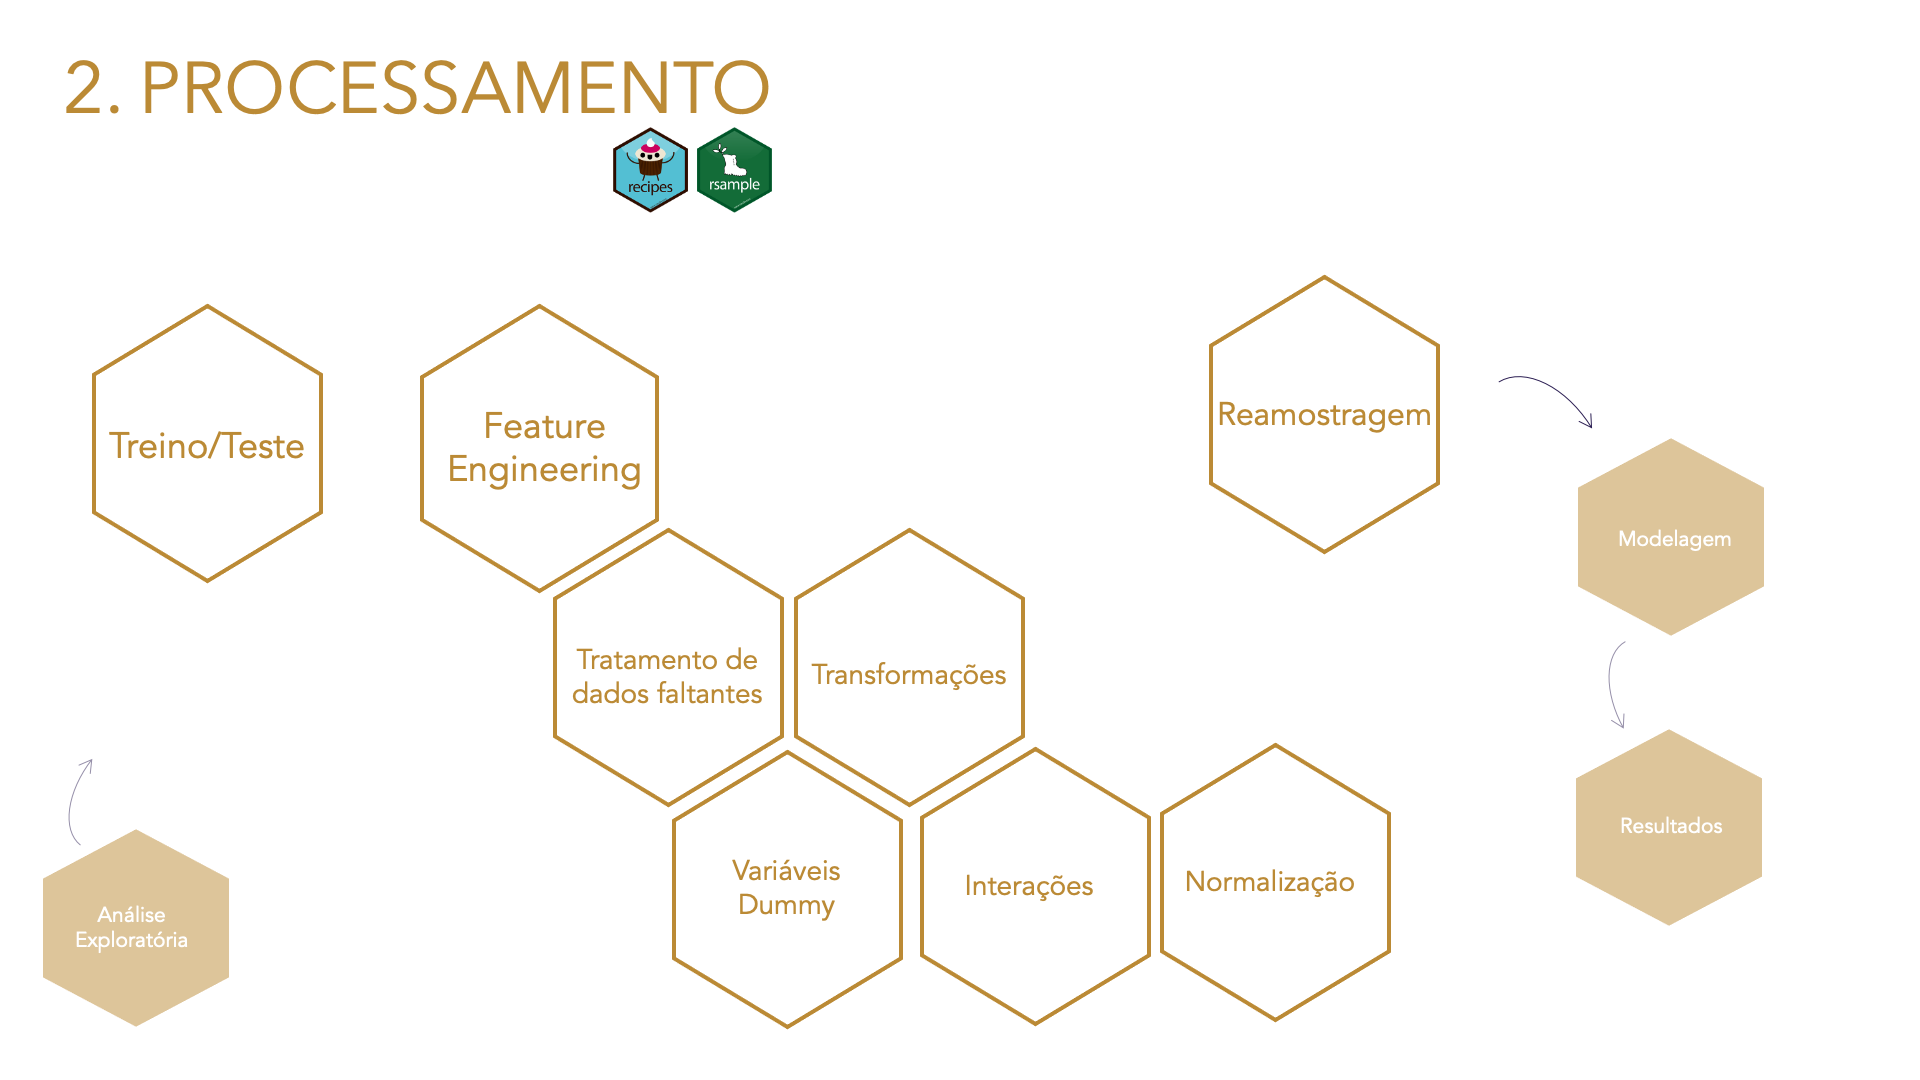 2. PROCESSAMENTO
recipes
rsample
Treino/Teste
Feature
Engineering
Reamostragem
Modelagem
Tratamento de
dados faltantes
Transformações
Variáveis
Dummy
Interações
Normalização
Resultados
Análise
Exploratória